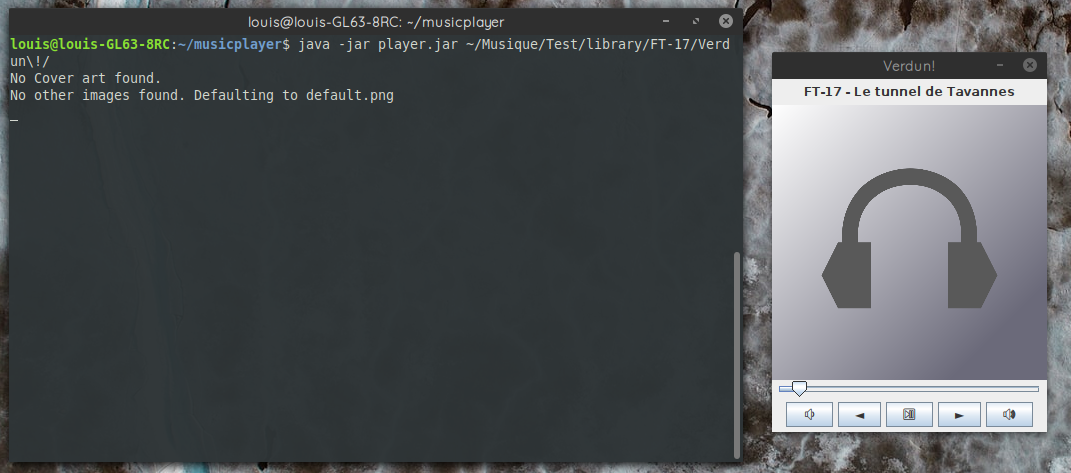 louis@louis-GL63-8RC: ~/musicplayer
louis@louis-GL63-8RC:~/musicplayer$ java -jar player.jar ~/Musique/Test/library/FT-17/Verd
un\!/
No Cover art found.
No other images found. Defaulting to default.png
Verdun!
FT-17 - Le tunnel de Tavannes